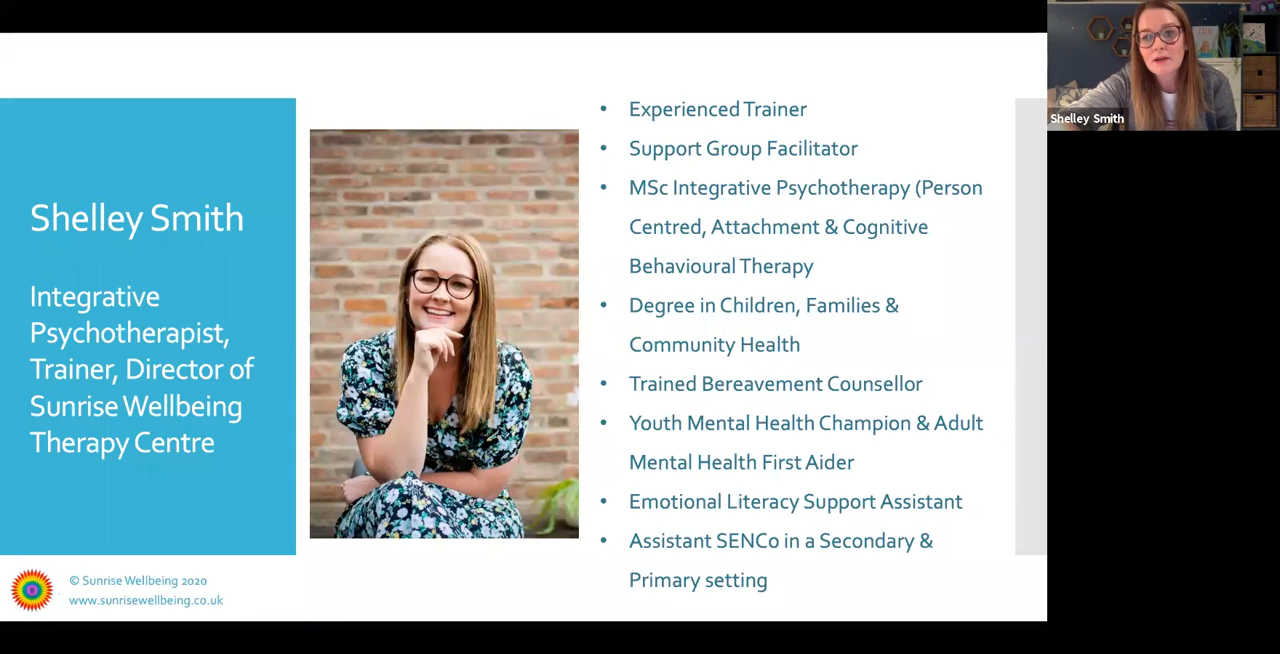 Shelley Smith
Integrative
Psychotherapist,
Trainer, Director of
Sunrise Wellbeing
Therapy Centre
© Sunrise Wellbeing 2020
www.sunrisewellbeing.co.uk
• Experienced Trainer
• Support Group Facilitator
• MSc Integrative Psychotherapy (Person
Centred, Attachment & Cognitive
Behavioural Therapy
• Degree in Children, Families &
Community Health
• Trained Bereavement Counsellor
• Youth Mental Health Champion & Adult
Mental Health First Aider
• Emotional Literacy Support Assistant
• Assistant SENCo in a Secondary &
Primary setting
Shelley Smith